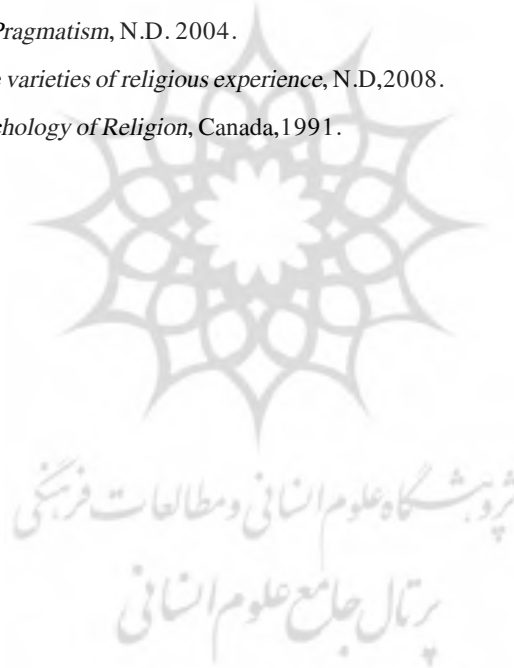 Pragmatism, N.D. 2004.
varieties of religious experience, N.D,2008.
chology of Religion, Canada,1991.
پژوهشگاه علوم انسانی و مطالعات فرهنگی
پرتال جامع علوم انسانی